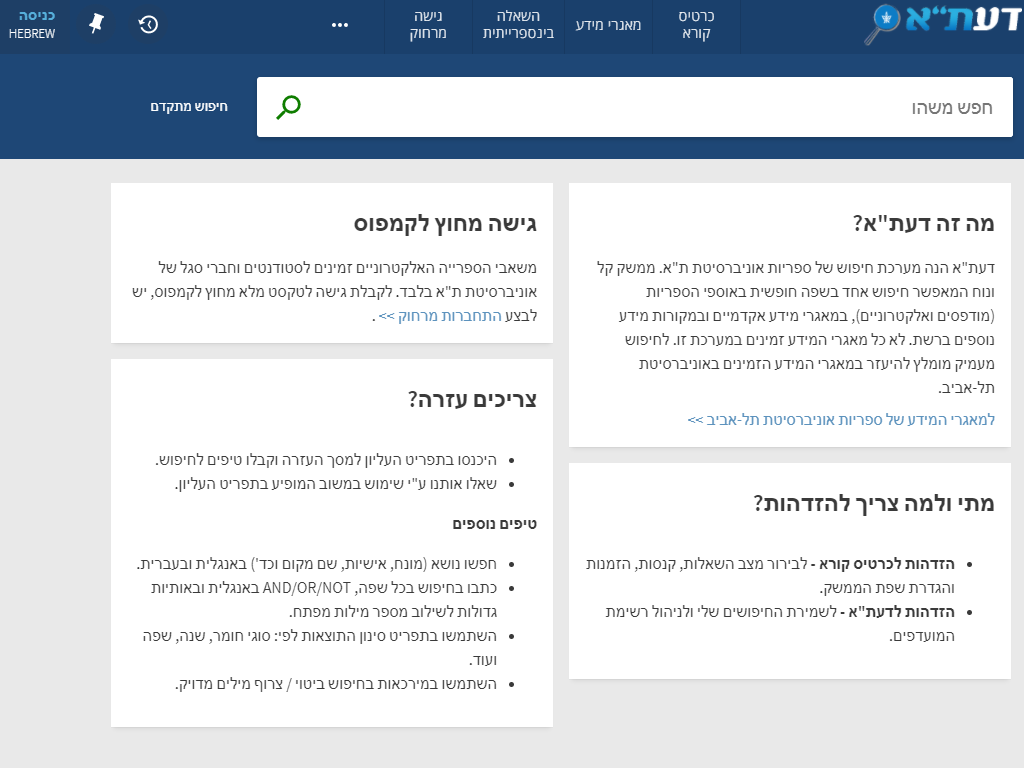 דעת"א
כרטיס
קורא
מאגרי מידע
השאלה
בינספרייתית
גישה
מרחוק
כניסה
HEBREW
חפש משהו
חיפוש מתקדם
מה זה דעת"א?
דעת"א הנה מערכת חיפוש של ספריות אוניברסיטת ת"א. ממשק קל
ונוח המאפשר חיפוש אחד בשפה חופשית באוספי הספריות
(מודפסים ואלקטרוניים), במאגרי מידע אקדמיים ובמקורות מידע
נוספים ברשת. לא כל מאגרי המידע זמינים במערכת זו. לחיפוש
מעמיק מומלץ להיעזר במאגרי המידע הזמינים באוניברסיטת
תל-אביב.
למאגרי המידע של ספריות אוניברסיטת תל-אביב >>
מתי ולמה צריך להזדהות?
הזדהות לכרטיס קורא - לבירור מצב השאלות, קנסות, הזמנות
והגדרת שפת הממשק.
הזדהות לדעת"א - לשמירת החיפושים שלי ולניהול רשימת
המועדפים.
גישה מחוץ לקמפוס
משאבי הספרייה האלקטרוניים זמינים לסטודנטים וחברי סגל של
אוניברסיטת ת"א בלבד. לקבלת גישה לטקסט מלא מחוץ לקמפוס, יש
לבצע התחברות מרחוק >> .
צריכים עזרה?
היכנסו בתפריט העליון למסך העזרה וקבלו טיפים לחיפוש.
שאלו אותנו ע"י שימוש במשוב המופיע בתפריט העליון.
טיפים נוספים
חפשו נושא (מונח, אישיות, שם מקום וכד') באנגלית ובעברית.
כתבו בחיפוש בכל שפה, AND/OR/NOT באנגלית ובאותיות
גדולות לשילוב מספר מילות מפתח.
השתמשו בתפריט סינון התוצאות לפי: סוגי חומר, שנה, שפה
ועוד.
השתמשו במירכאות בחיפוש ביטוי / צרוף מילים מדויק.